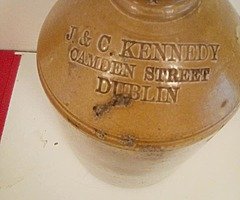 J. & C. KENNEDY
CAMDEN STREET
DUBLIN